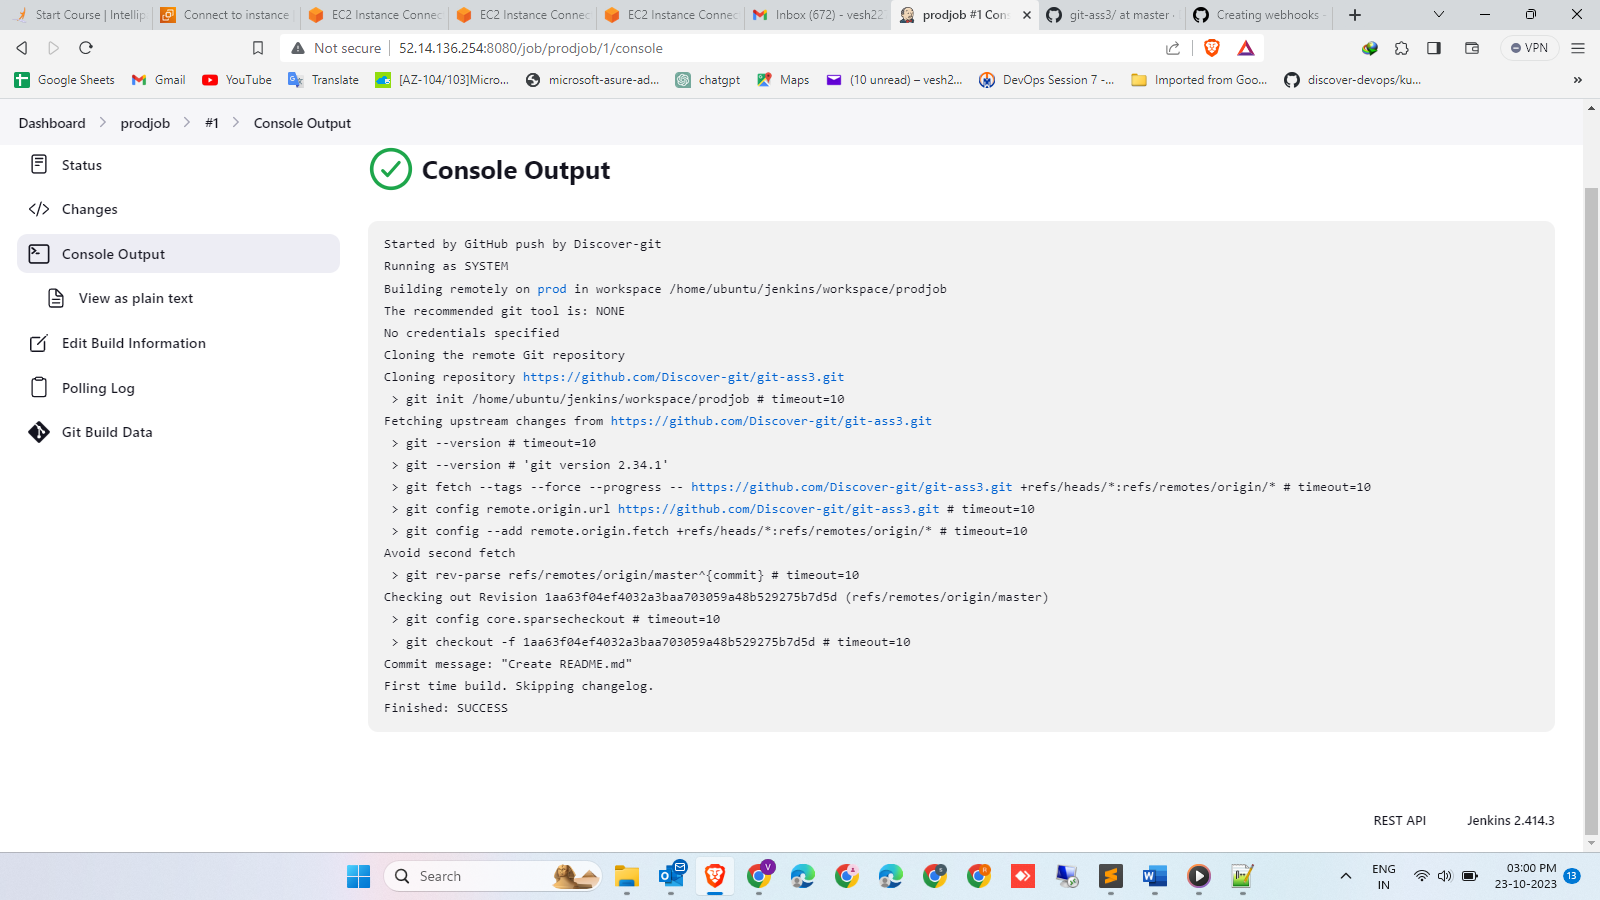 Start Course | Intellip
Connect to instance
EC2 Instance Connec
EC2 Instance Connec
EC2 Instance Connec
Inbox (672) - vesh22
prodjob #1 Cons
git-ass3/ at master ·
Creating webhooks -
Not secure
52.14.136.254:8080/job/prodjob/1/console
VPN
Google Sheets
Gmail
YouTube
Translate
[AZ-104/103]Micro...
microsoft-asure-ad...
chatgpt
Maps
(10 unread) – vesh2...
DevOps Session 7 -...
Imported from Goo...
discover-devops/ku...
»
Dashboard > prodjob > #1 > Console Output
Status
Changes
Console Output
View as plain text
Edit Build Information
Polling Log
Git Build Data
Console Output
Started by GitHub push by Discover-git
Running as SYSTEM
Building remotely on prod in workspace /home/ubuntu/jenkins/workspace/prodjob
The recommended git tool is: NONE
No credentials specified
Cloning the remote Git repository
Cloning repository https://github.com/Discover-git/git-ass3.git
> git init /home/ubuntu/jenkins/workspace/prodjob # timeout=10
Fetching upstream changes from https://github.com/Discover-git/git-ass3.git
> git --version # timeout=10
> git --version # 'git version 2.34.1'
> git fetch --tags --force --progress -- https://github.com/Discover-git/git-ass3.git +refs/heads/*:refs/remotes/origin/* # timeout=10
> git config remote.origin.url https://github.com/Discover-git/git-ass3.git # timeout=10
> git config --add remote.origin.fetch +refs/heads/*:refs/remotes/origin/* # timeout=10
Avoid second fetch
> git rev-parse refs/remotes/origin/master^{commit} # timeout=10
Checking out Revision 1aa63f04ef4032a3baa703059a48b529275b7d5d (refs/remotes/origin/master)
> git config core.sparsecheckout # timeout=10
> git checkout -f 1aa63f04ef4032a3baa703059a48b529275b7d5d # timeout=10
Commit message: "Create README.md"
First time build. Skipping changelog.
Finished: SUCCESS
REST API
Jenkins 2.414.3
Search
ENG
IN
03:00 PM
23-10-2023
13